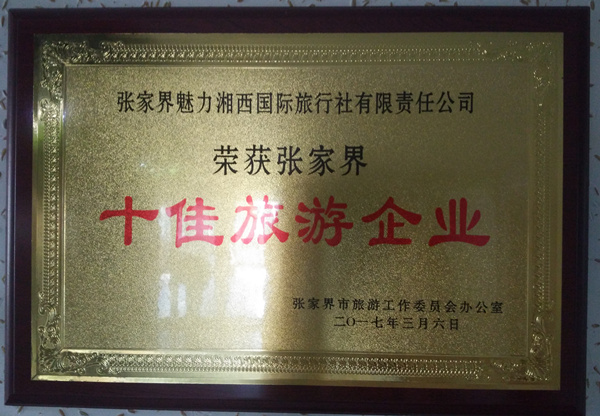 张家界魅力湘西国际旅行社有限责任公司
荣获张家界
十佳旅游企业
张家界市旅游工作委员会办公室
二〇一七年三月六日